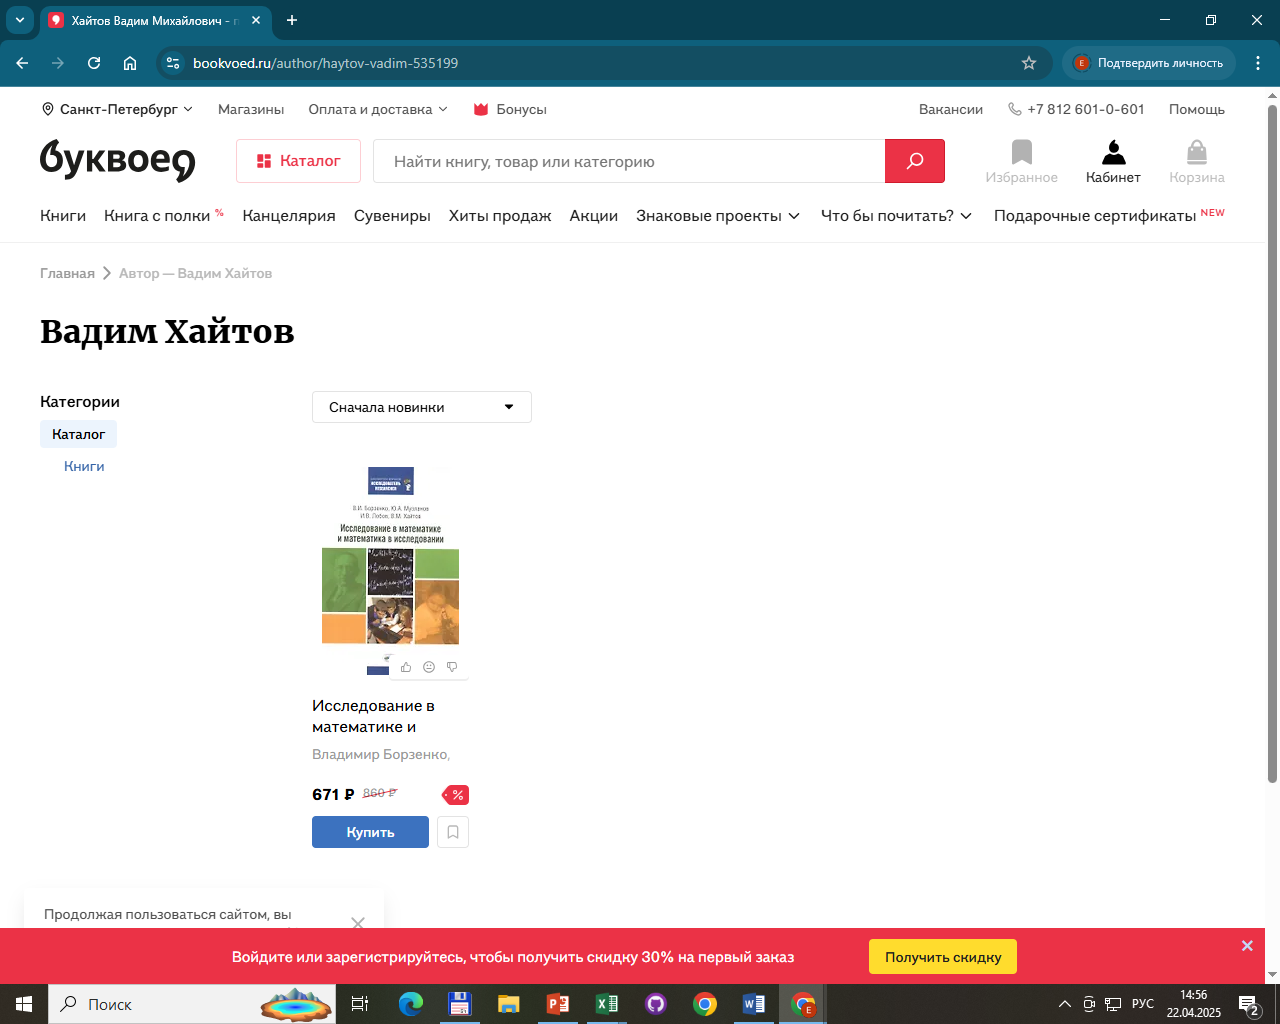 Хайтов Вадим Михайлович - п
bookvoed.ru/author/haytov-vadim-535199
E
Подтвердить личность
Санкт-Петербург
Магазины
Оплата и доставка
Бонусы
Вакансии
+7 812 601-0-601
Помощь
буквоед
Каталог
Найти книгу, товар или категорию
Избранное
Кабинет
Корзина
Книги
Книга с полки %
Канцелярия
Сувениры
Хиты продаж
Акции
Знаковые проекты
Что бы почитать?
Подарочные сертификаты NEW
Главная
Автор — Вадим Хайтов
Вадим Хайтов
Категории
Каталог
Книги
Сначала новинки
В.И. Борзенко, Ю.А.
И.В. Лобов, В.М. Хайтов
Исследование в математике
и математика в исследовании
Исследование в
математике и
Владимир Борзенко,
671 ₽
860 ₽
%
Купить
Продолжая пользоваться сайтом, вы
Войдите или зарегистрируйтесь, чтобы получить скидку 30% на первый заказ
Получить скидку
Поиск
РУС
14:56
22.04.2025
2